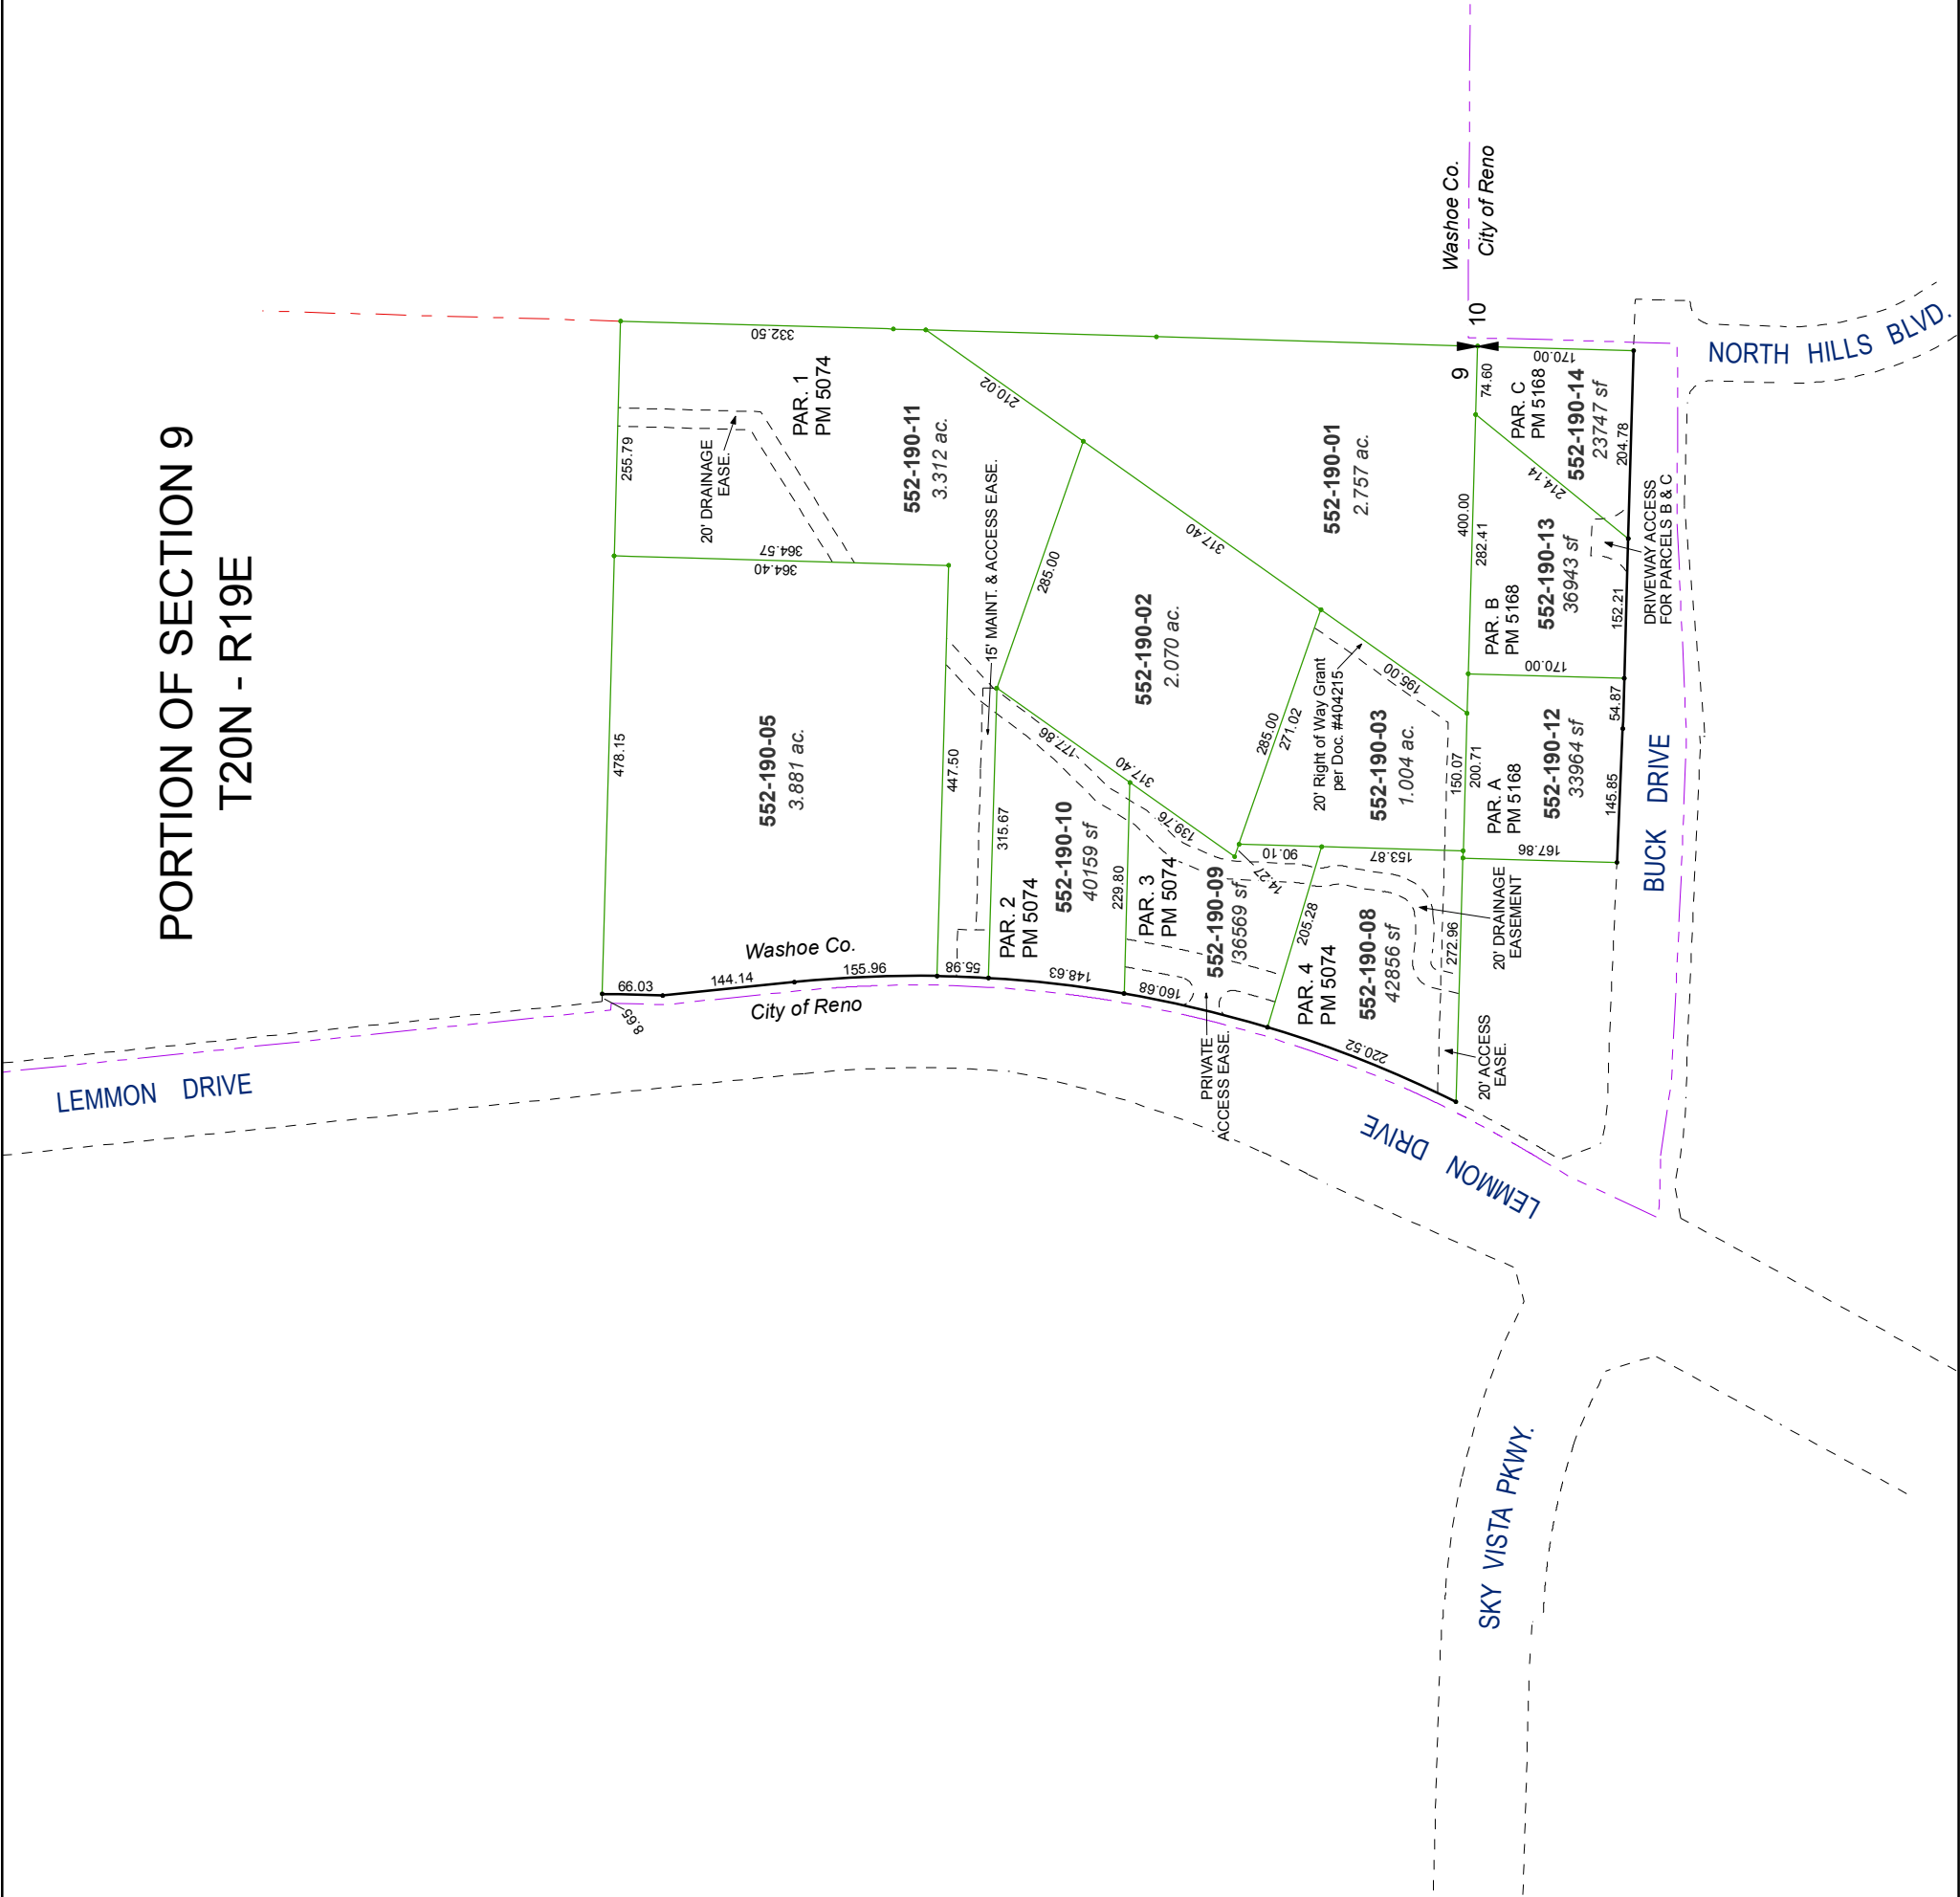 PORTION OF SECTION 9
T20N - R19E
Washoe Co.
City of Reno
10
9
NORTH HILLS BLVD.
332.50
170.00
74.60
PAR. 1
PM 5074
552-190-11
3.312 ac.
255.79
20' DRAINAGE
EASE.
210.02
364.57
364.40
15' MAINT. & ACCESS EASE.
285.00
317.40
552-190-01
2.757 ac.
400.00
282.41
PAR. C
PM 5168
552-190-14
23747 sf
204.78
214.14
DRIVEWAY ACCESS
FOR PARCELS B & C
PAR. B
PM 5168
552-190-13
36943 sf
152.21
170.00
478.15
552-190-05
3.881 ac.
447.50
552-190-02
2.070 ac.
177.86
317.40
139.76
285.00
271.02
20' Right of Way Grant
per Doc. #404215
195.00
552-190-03
1.004 ac.
150.07
200.71
PAR. A
PM 5168
552-190-12
33964 sf
54.87
145.85
167.86
BUCK DRIVE
315.67
PAR. 2
PM 5074
552-190-10
40159 sf
229.80
PAR. 3
PM 5074
552-190-09
36569 sf
14.27
90.10
153.87
205.28
PAR. 4
PM 5074
552-190-08
42856 sf
272.96
20' DRAINAGE
EASEMENT
20' ACCESS
EASE.
PRIVATE
ACCESS EASE.
66.03
144.14
155.96
55.98
148.63
160.68
220.52
8.65
Washoe Co.
City of Reno
LEMMON DRIVE
LEMMON DRIVE
SKY VISTA PKWY.